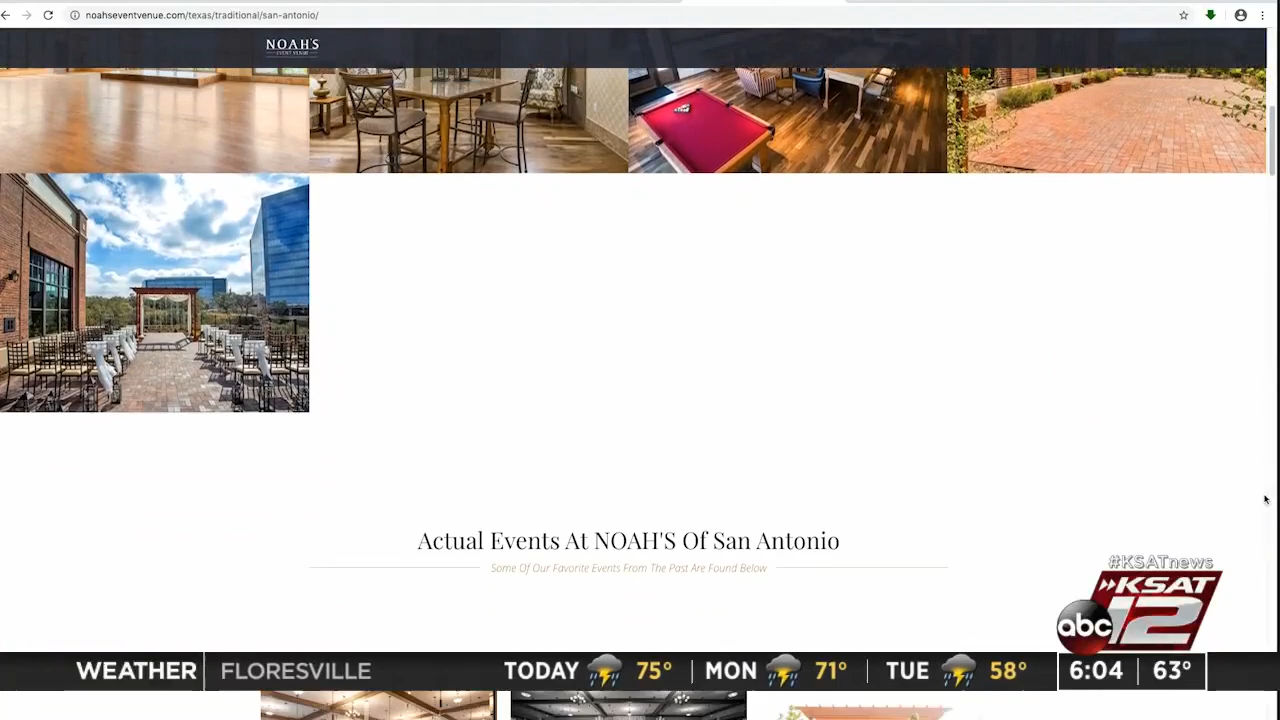 noahseventvenue.com/texas/traditional/san-antonio/
NOAH'S
EVENT VENUE
Actual Events At NOAH'S Of San Antonio
Some Of Our Favorite Events From The Past Are Found Below
#KSATnews
KSAT
abc 12
WEATHER FLORESVILLE TODAY 75° MON 71° TUE 58° 6:04 63°